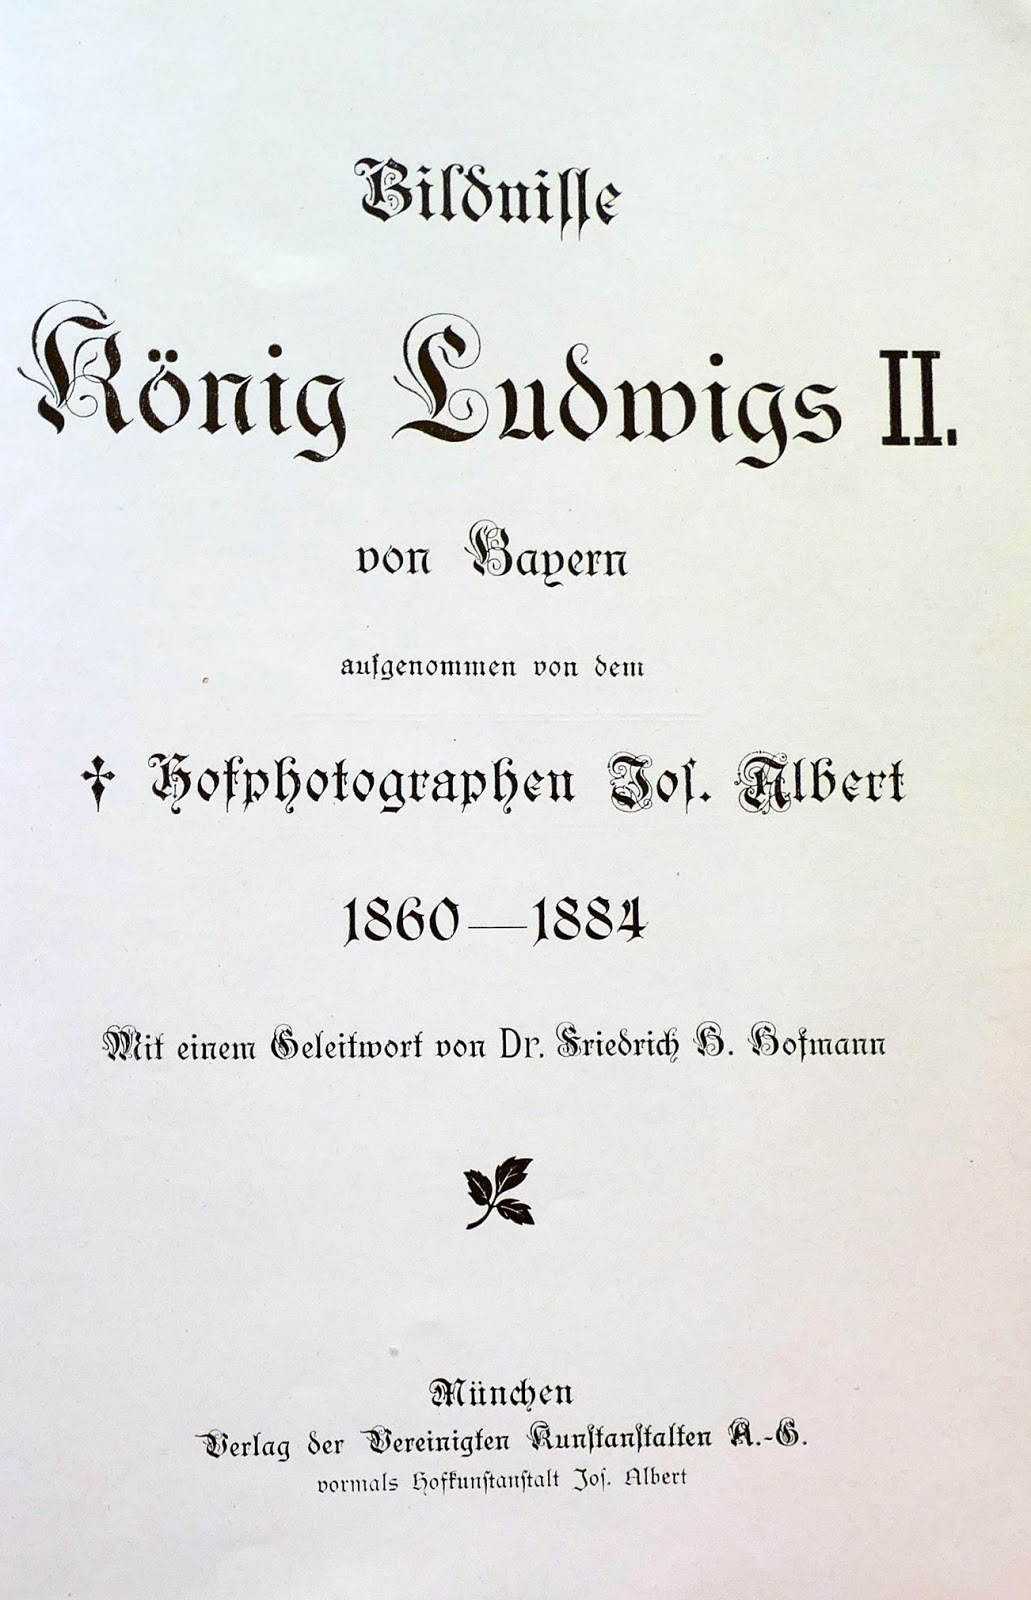 Bildnisse
König Ludwigs II.
von Bayern
aufgenommen von dem
† Hofphotographen Jos. Albert
1860—1884
Mit einem Geleitwort von Dr. Friedrich H. Hofmann
München
Verlag der Vereinigten Kunstanstalten A.-G.
vormals Hofkunstanstalt Jos. Albert